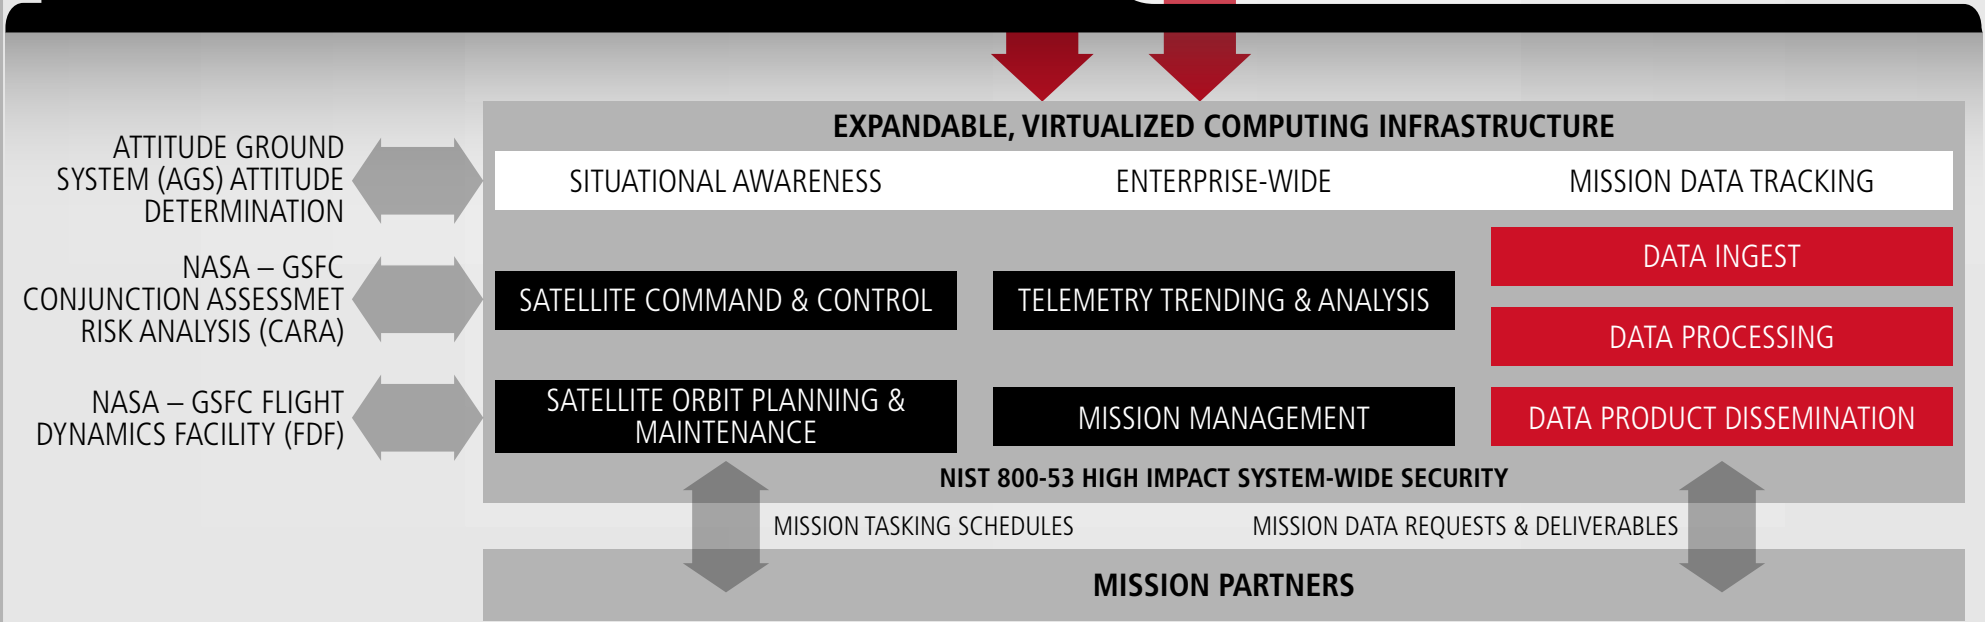 EXPANDABLE, VIRTUALIZED COMPUTING INFRASTRUCTURE
ATTITUDE GROUND
SYSTEM (AGS) ATTITUDE
DETERMINATION
SITUATIONAL AWARENESS
ENTERPRISE-WIDE
MISSION DATA TRACKING
NASA – GSFC
CONJUNCTION ASSESSMET
RISK ANALYSIS (CARA)
SATELLITE COMMAND & CONTROL
TELEMETRY TRENDING & ANALYSIS
DATA INGEST
DATA PROCESSING
NASA – GSFC FLIGHT
DYNAMICS FACILITY (FDF)
SATELLITE ORBIT PLANNING &
MAINTENANCE
MISSION MANAGEMENT
DATA PRODUCT DISSEMINATION
NIST 800-53 HIGH IMPACT SYSTEM-WIDE SECURITY
MISSION TASKING SCHEDULES
MISSION DATA REQUESTS & DELIVERABLES
MISSION PARTNERS